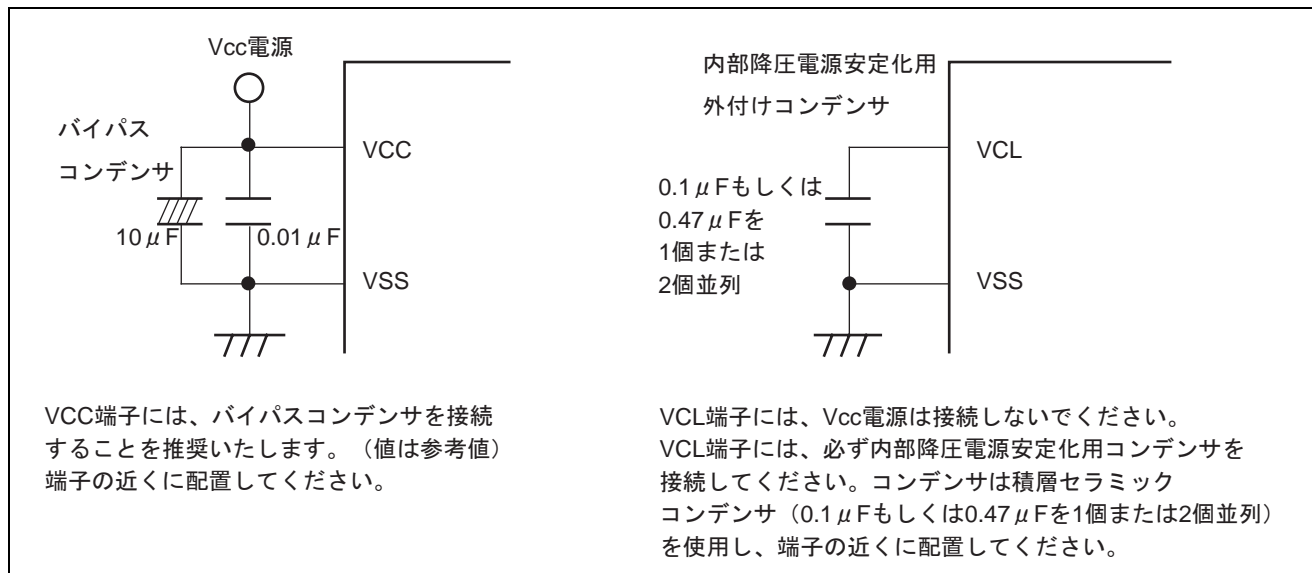 Vcc電源
バイパス
コンデンサ
VCC
10μF
0.01μF
VSS
VCC端子には、バイパスコンデンサを接続
することを推奨いたします。（値は参考値）
端子の近くに配置してください。
内部降圧電源安定化用
外付けコンデンサ
VCL
0.1μFもしくは
0.47μFを
1個または
2個並列
VSS
VCL端子には、Vcc電源は接続しないでください。
VCL端子には、必ず内部降圧電源安定化用コンデンサを
接続してください。コンデンサは積層セラミック
コンデンサ（0.1μFもしくは0.47μFを1個または2個並列）
を使用し、端子の近くに配置してください。